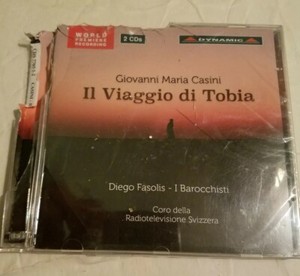 WORLD
PREMIERE
RECORDING
2 CDs
DYNAMIC
Giovanni Maria Casini
Il Viaggio di Tobia
Diego Fasolis - I Barocchisti
Coro della
Radiotelevisione Svizzera